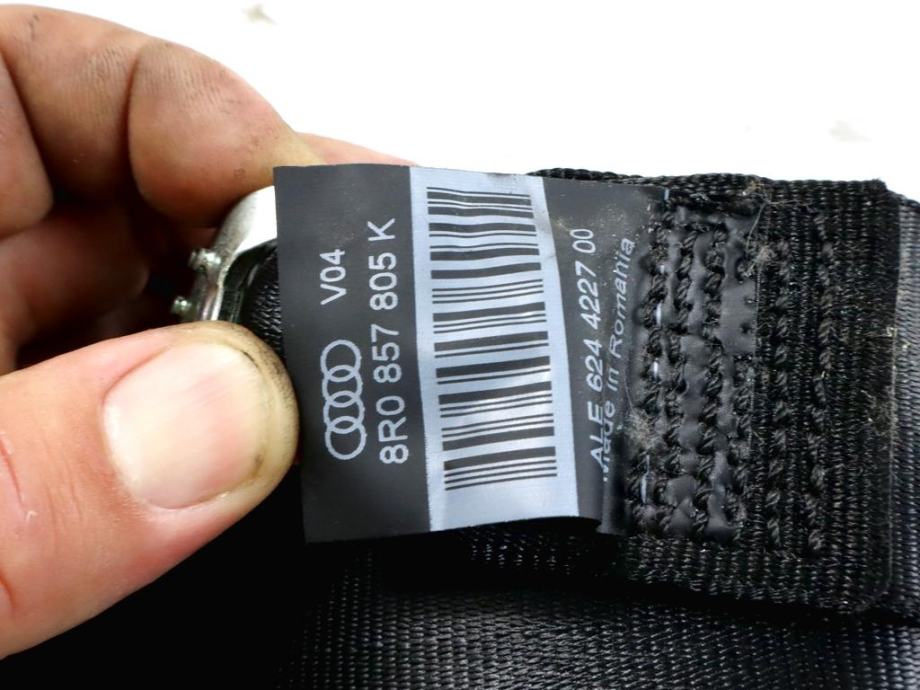 V04
8R0 857 805 K
ALE 624 4227 00
Made in Romania